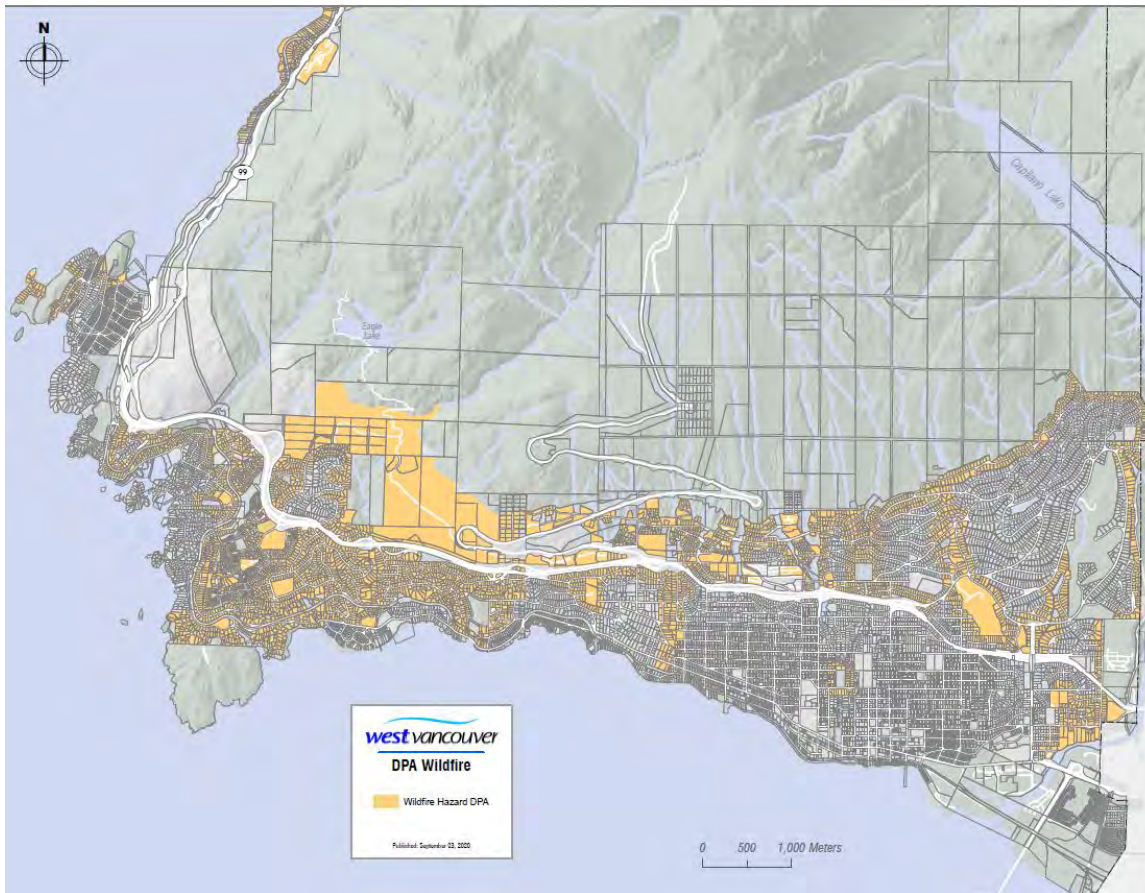 N
99
Capilano Lake
Eagle
Lake
west vancouver
DPA Wildfire
Wildfire Hazard DPA
Published: September 03, 2020
0 500 1,000 Meters